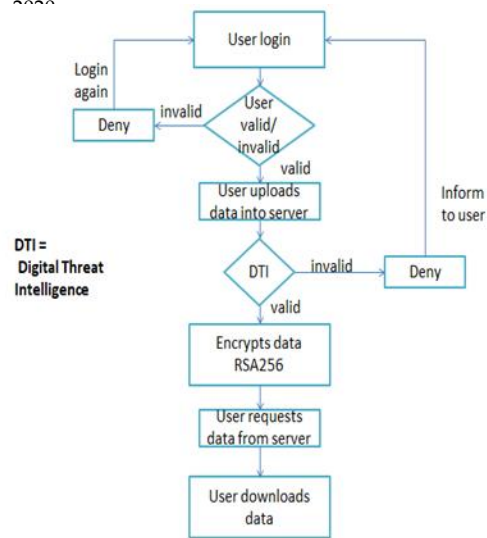 User login
Login
again
invalid
Deny
User
valid/
invalid
valid
User uploads
data into server
Inform
to user
DTI =
Digital Threat
Intelligence
DTI
invalid
Deny
valid
Encrypts data
RSA256
User requests
data from server
User downloads
data